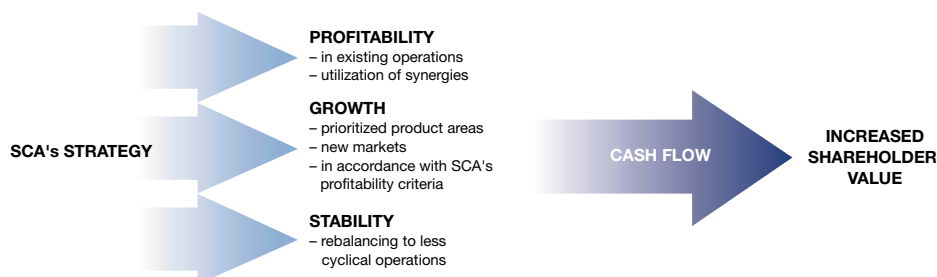 SCA's STRATEGY
PROFITABILITY
– in existing operations
– utilization of synergies
GROWTH
– prioritized product areas
– new markets
– in accordance with SCA's
profitability criteria
STABILITY
– rebalancing to less
cyclical operations
CASH FLOW
INCREASED
SHAREHOLDER
VALUE